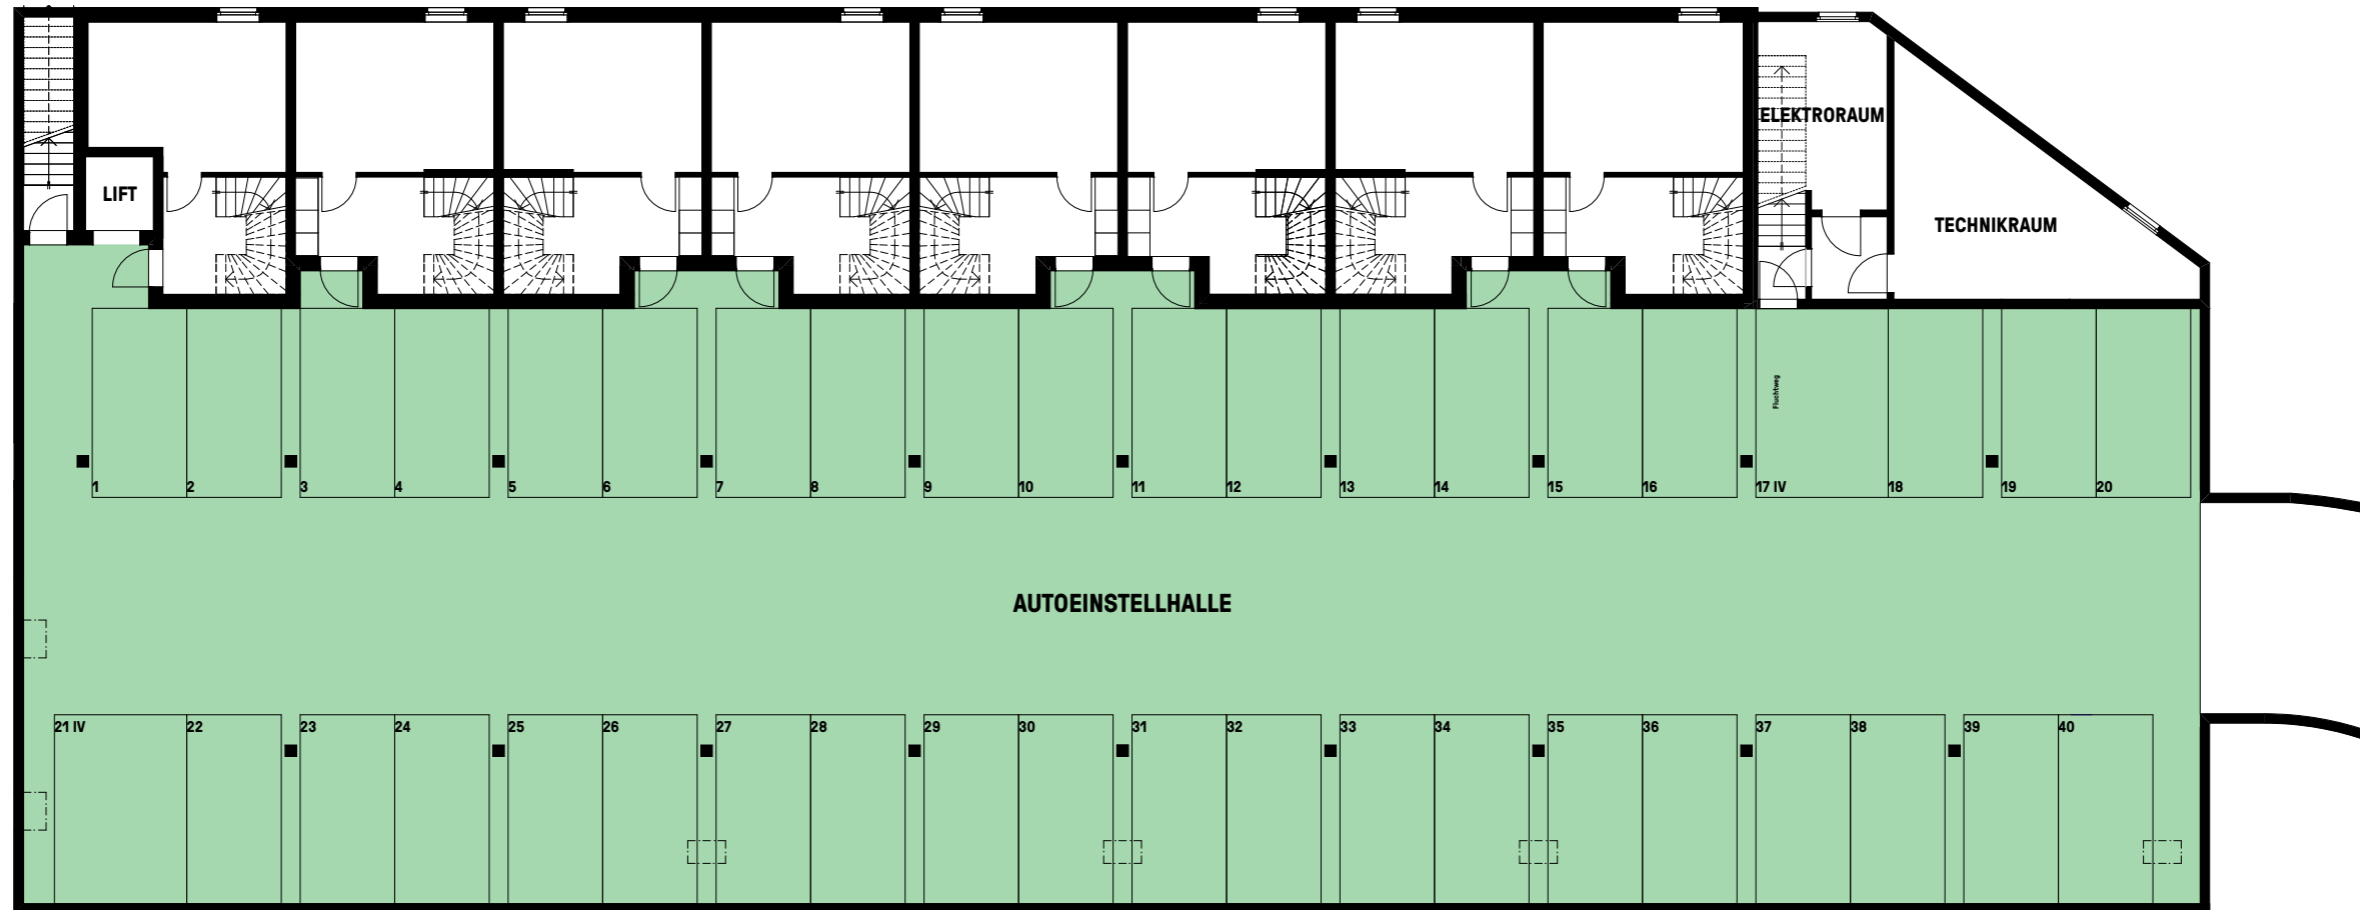 ELEKTRORAUM
LIFT
TECHNIKRAUM
Fluchtweg
1 2 3 4 5 6 7 8 9 10 11 12 13 14 15 16 17 IV 18 19 20
AUTOEINSTELLHALLE
21 IV 22 23 24 25 26 27 28 29 30 31 32 33 34 35 36 37 38 39 40